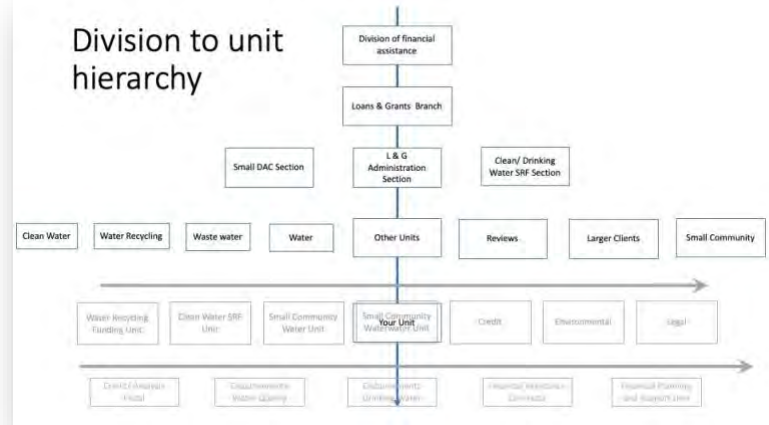 Division to unit
hierarchy
Division of financial
assistance
Loans & Grants Branch
Small DAC Section
L & G
Administration
Section
Clean/ Drinking
Water SRF Section
Clean Water
Water Recycling
Waste water
Water
Other Units
Reviews
Larger Clients
Small Community
Water Recycling
Funding Unit
Clean Water SRF
Unit
Small Community
Water Unit
Small Community
Your Unit
Credit
Environmental
Legal
Disbursements
Water Quality
Disbursements
Drinking Water
Financial Planning
and Support Unit